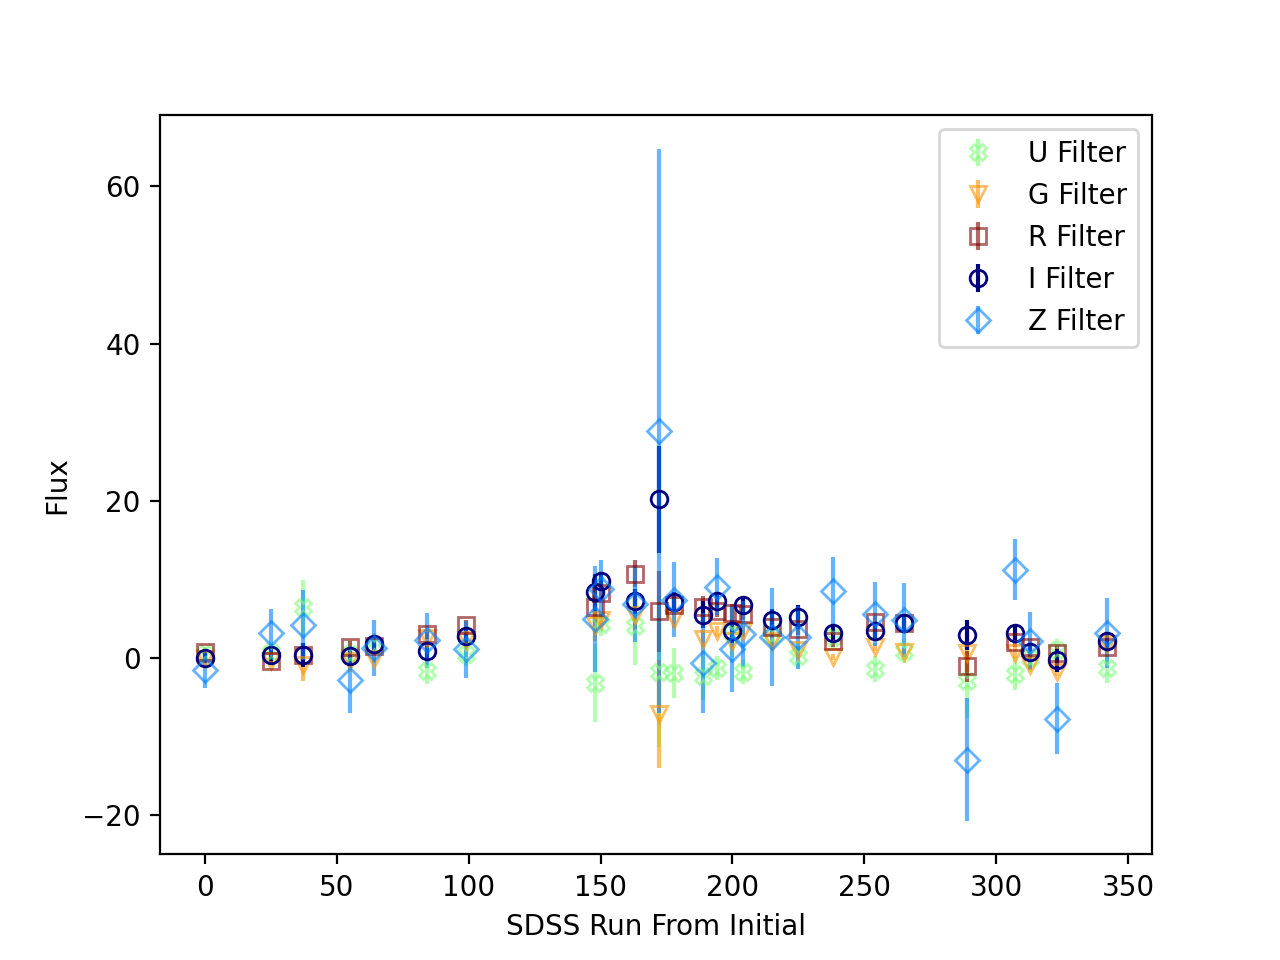 U Filter
G Filter
R Filter
I Filter
Z Filter
60
40
20
0
−20
Flux
0 50 100 150 200 250 300 350
SDSS Run From Initial